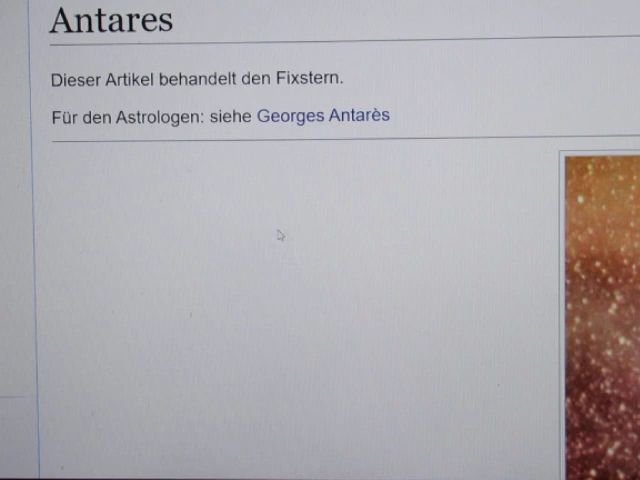 Antares
Dieser Artikel behandelt den Fixstern.
Für den Astrologen: siehe Georges Antarès